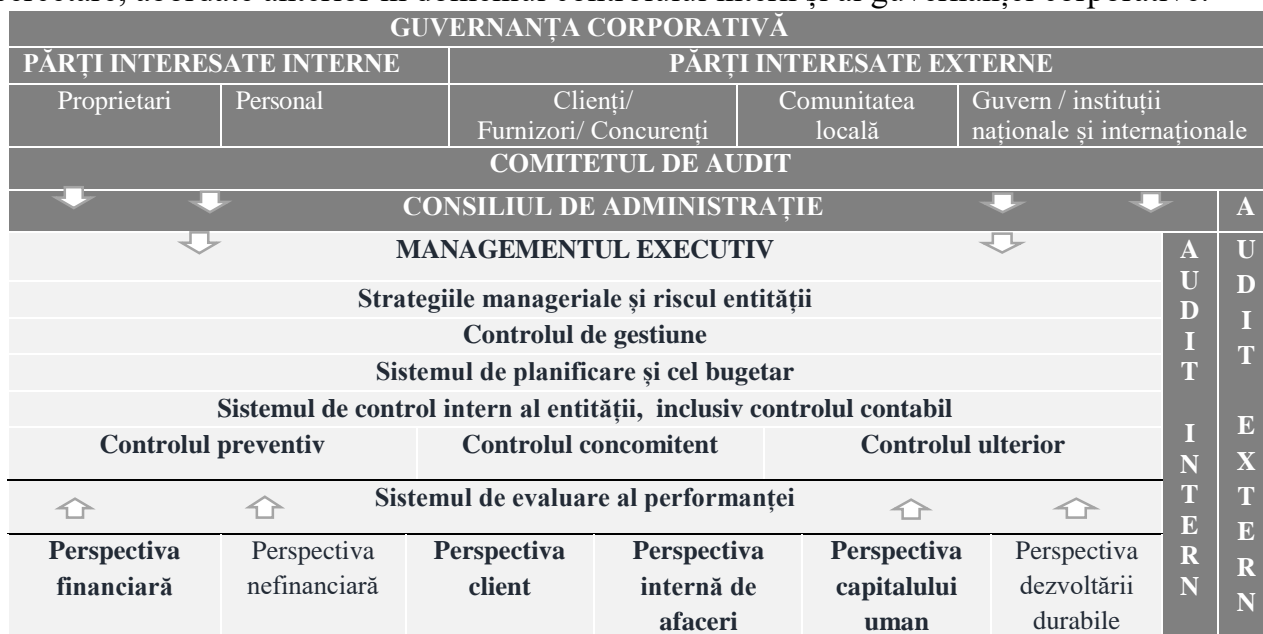 GUVERNANȚA CORPORATIVĂ
PĂRȚI INTERESATE INTERNE PĂRȚI INTERESATE EXTERNE
Proprietari Personal Clienți/ Furnizori/ Concurenți Comunitatea locală Guvern / instituții naționale și internaționale
COMITETUL DE AUDIT
CONSILIUL DE ADMINISTRAȚIE
MANAGEMENTUL EXECUTIV
Strategiile manageriale și riscul entității
Controlul de gestiune
Sistemul de planificare și cel bugetar
Sistemul de control intern al entității, inclusiv controlul contabil
Controlul preventiv Controlul concomitent Controlul ulterior
Sistemul de evaluare al performanței
Perspectiva financiară
Perspectiva nefinanciară
Perspectiva client
Perspectiva internă de afaceri
Perspectiva capitalului uman
Perspectiva dezvoltării durabile
AUDIT INTERN
AUDIT EXTERN